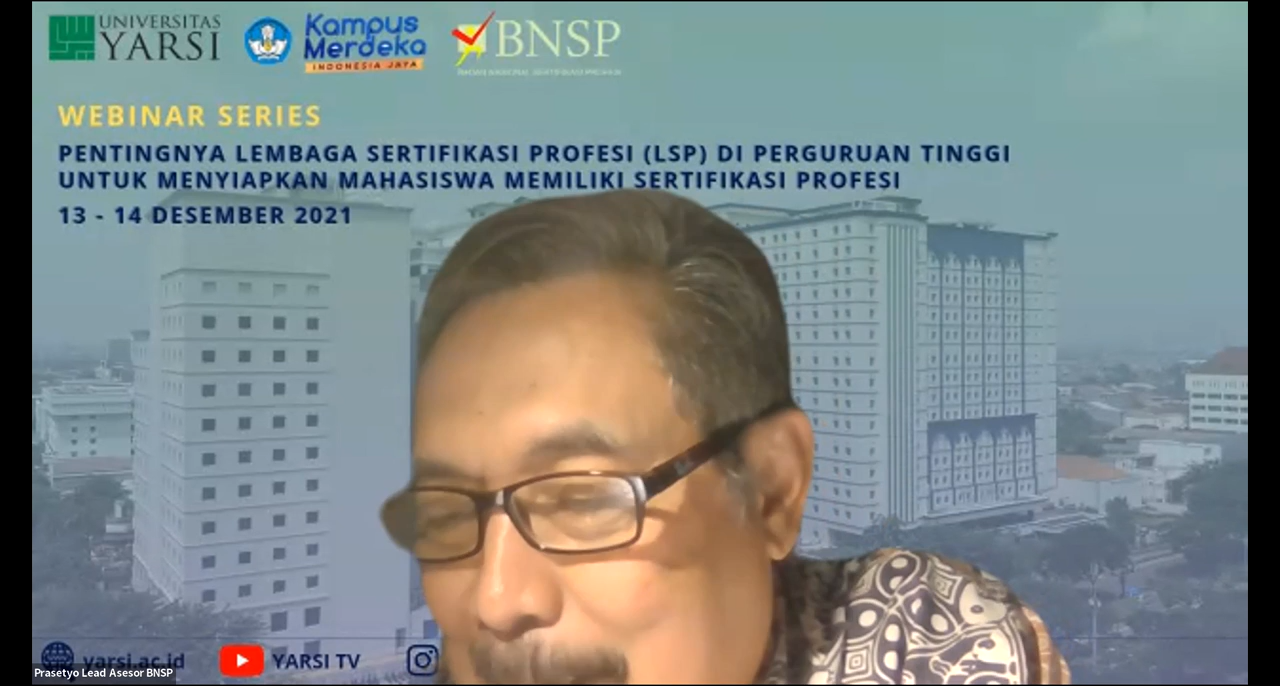 UNIVERSITAS
YARSI
Kampus
Merdeka
INDONESIA JAYA
BNSP
WEBINAR SERIES
PENTINGNYA LEMBAGA SERTIFIKASI PROFESI (LSP) DI PERGURUAN TINGGI
UNTUK MENYIAPKAN MAHASISWA MEMILIKI SERTIFIKASI PROFESI
13 - 14 DESEMBER 2021
yarsi.ac.id
YARSI TV
Prasetyo Lead Asesor BNSP